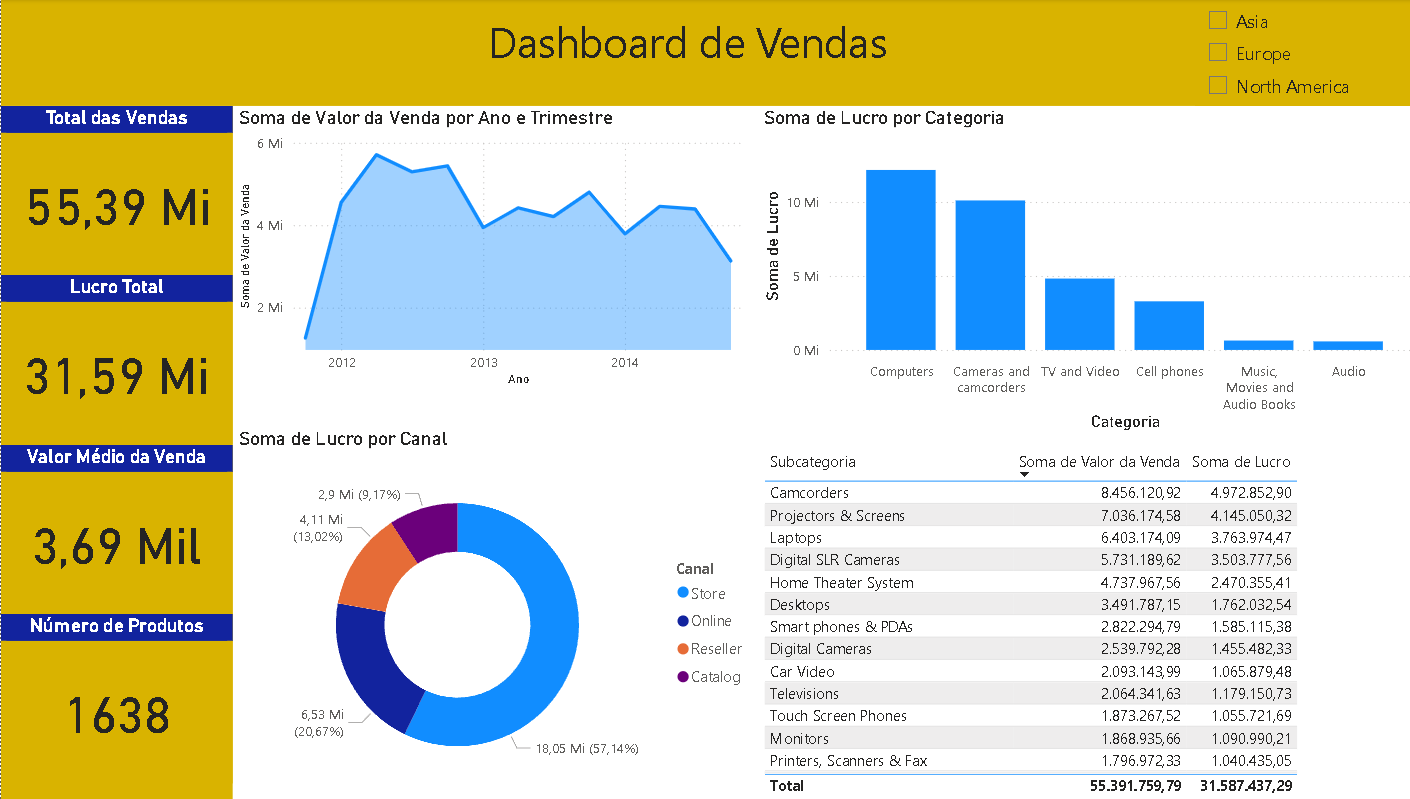 Dashboard de Vendas
Asia
Europe
North America
Total das Vendas
55,39 Mi
Lucro Total
31,59 Mi
Valor Médio da Venda
3,69 Mil
Número de Produtos
1638
Soma de Valor da Venda por Ano e Trimestre
Soma de Valor da Venda
6 Mi
4 Mi
2 Mi
2012 2013 2014
Ano
Soma de Lucro por Categoria
Soma de Lucro
10 Mi
5 Mi
0 Mi
Computers
Cameras and
camcorders
TV and Video
Cell phones
Music,
Movies and
Audio Books
Audio
Categoria
Soma de Lucro por Canal
2,9 Mi (9,17%)
4,11 Mi
(13,02%)
6,53 Mi
(20,67%)
18,05 Mi (57,14%)
Canal
Store
Online
Reseller
Catalog
Subcategoria Soma de Valor da Venda Soma de Lucro
Camcorders 8.456.120,92 4.972.852,90
Projectors & Screens 7.036.174,58 4.145.050,32
Laptops 6.403.174,09 3.763.974,47
Digital SLR Cameras 5.731.189,62 3.503.777,56
Home Theater System 4.737.967,56 2.470.355,41
Desktops 3.491.787,15 1.762.032,54
Smart phones & PDAs 2.822.294,79 1.585.115,38
Digital Cameras 2.539.792,28 1.455.482,33
Car Video 2.093.143,99 1.065.879,48
Televisions 2.064.341,63 1.179.150,73
Touch Screen Phones 1.873.267,52 1.055.721,69
Monitors 1.868.935,66 1.090.990,21
Printers, Scanners & Fax 1.796.972,33 1.040.435,05
Total 55.391.759,79 31.587.437,29